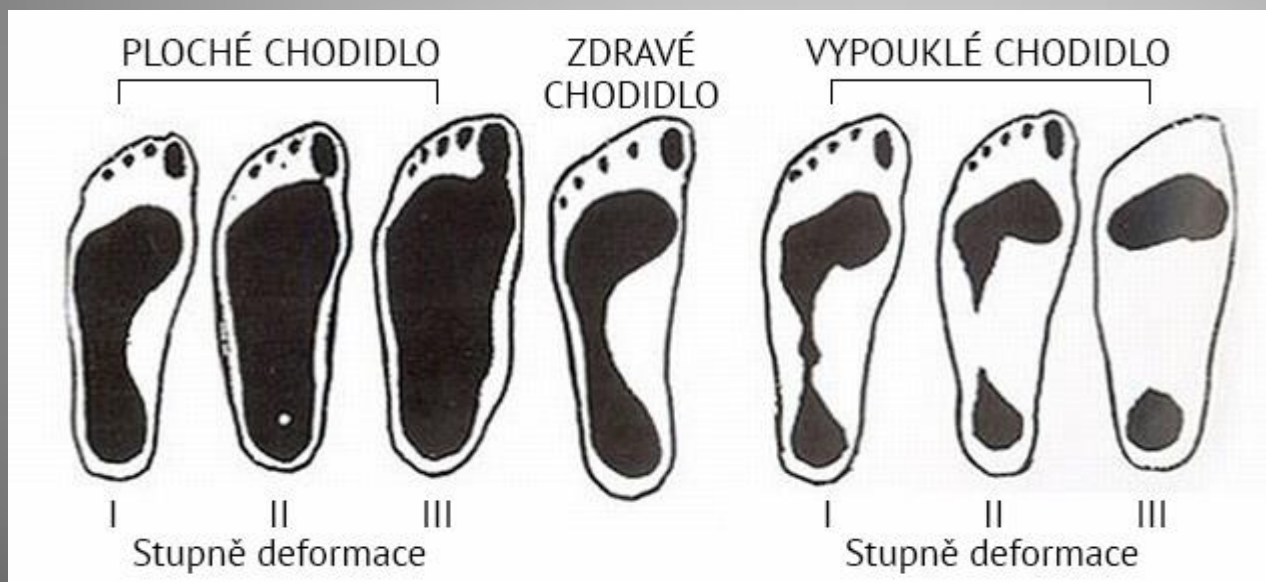 PLOCHÉ CHODIDLO
ZDRAVÉ
CHODIDLO
VYPOUKLÉ CHODIDLO
I II III
Stupně deformace
I II III
Stupně deformace